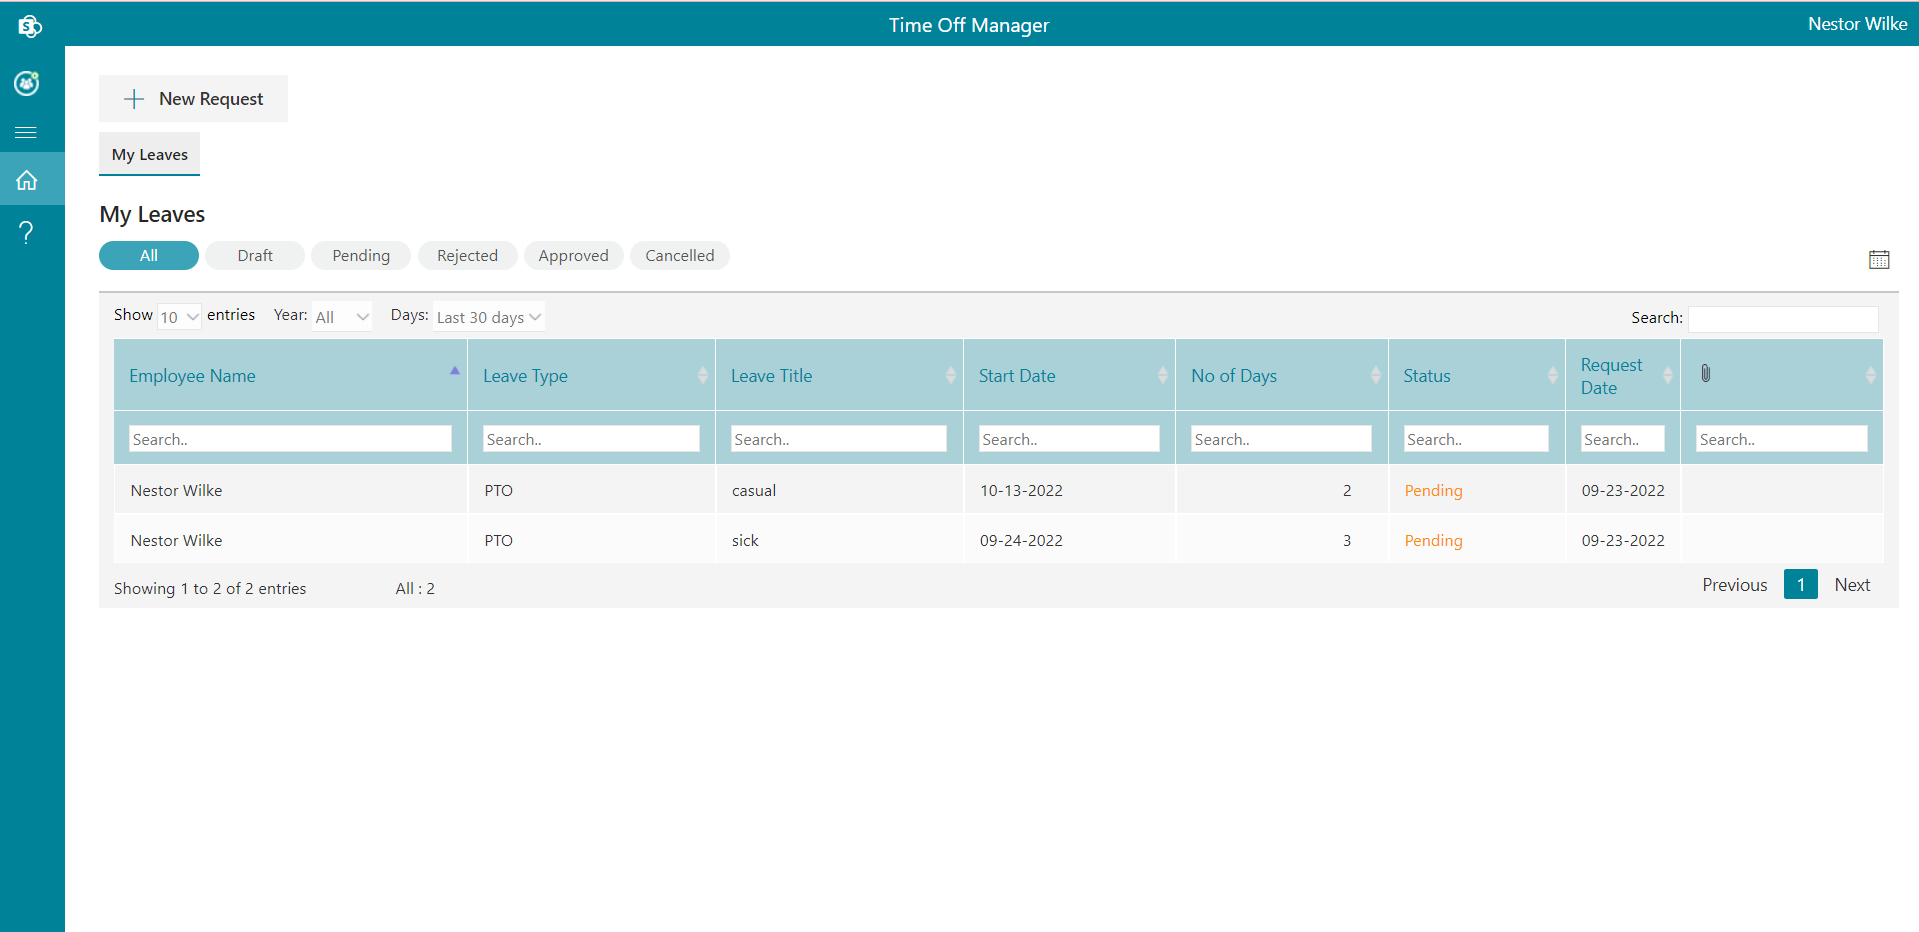 Time Off Manager
Nestor Wilke
New Request
My Leaves
My Leaves
All Draft Pending Rejected Approved Cancelled
Show 10 entries Year: All Days: Last 30 days Search:
Employee Name Leave Type Leave Title Start Date No of Days Status Request Date
Search.. Search.. Search.. Search.. Search.. Search.. Search.. Search..
Nestor Wilke PTO casual 10-13-2022 2 Pending 09-23-2022
Nestor Wilke PTO sick 09-24-2022 3 Pending 09-23-2022
Showing 1 to 2 of 2 entries All : 2 Previous 1 Next